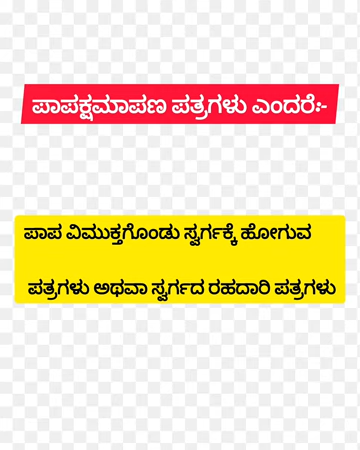 ಪಾಪಕ್ಷಮಾಪಣ ಪತ್ರಗಳು ಎಂದರೆ:-
ಪಾಪ ವಿಮುಕ್ತಗೊಂಡು ಸ್ವರ್ಗಕ್ಕೆ ಹೋಗುವ
ಪತ್ರಗಳು ಅಥವಾ ಸ್ವರ್ಗದ ರಹದಾರಿ ಪತ್ರಗಳು